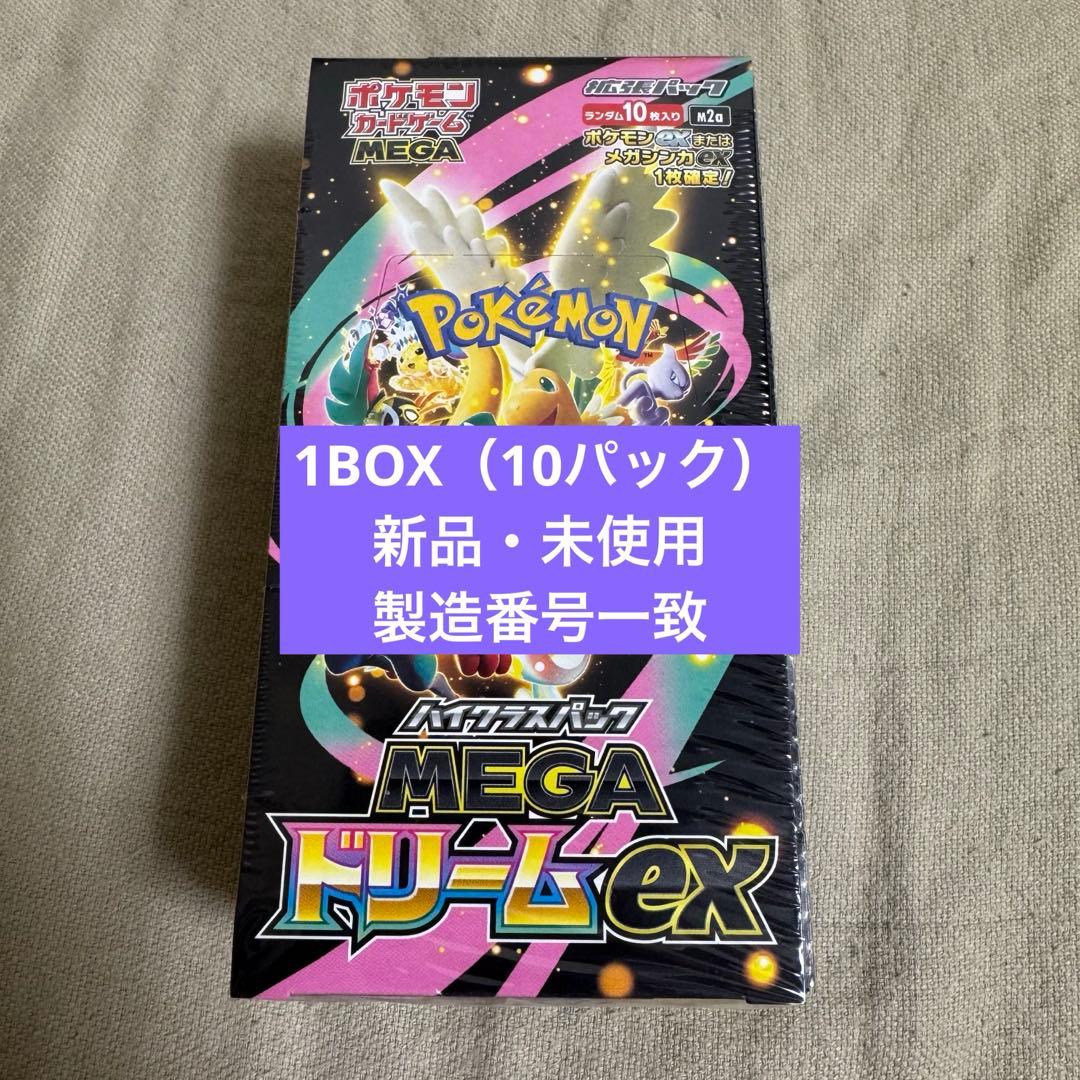 ポケモン
カードゲーム
MEGA
拡張パック
ランダム10枚入り M2a
ポケモンexまたは
メガシンカex
1枚確定!
POKéMON
TM
1BOX（10パック）
新品・未使用
製造番号一致
ハイクラスパック
MEGA
ドリームex